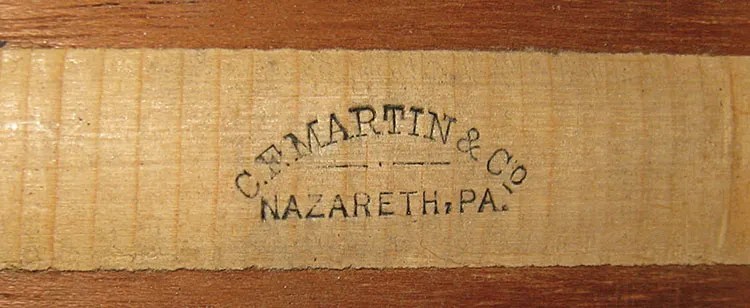 C. F. MARTIN & Co
NAZARETH, PA.